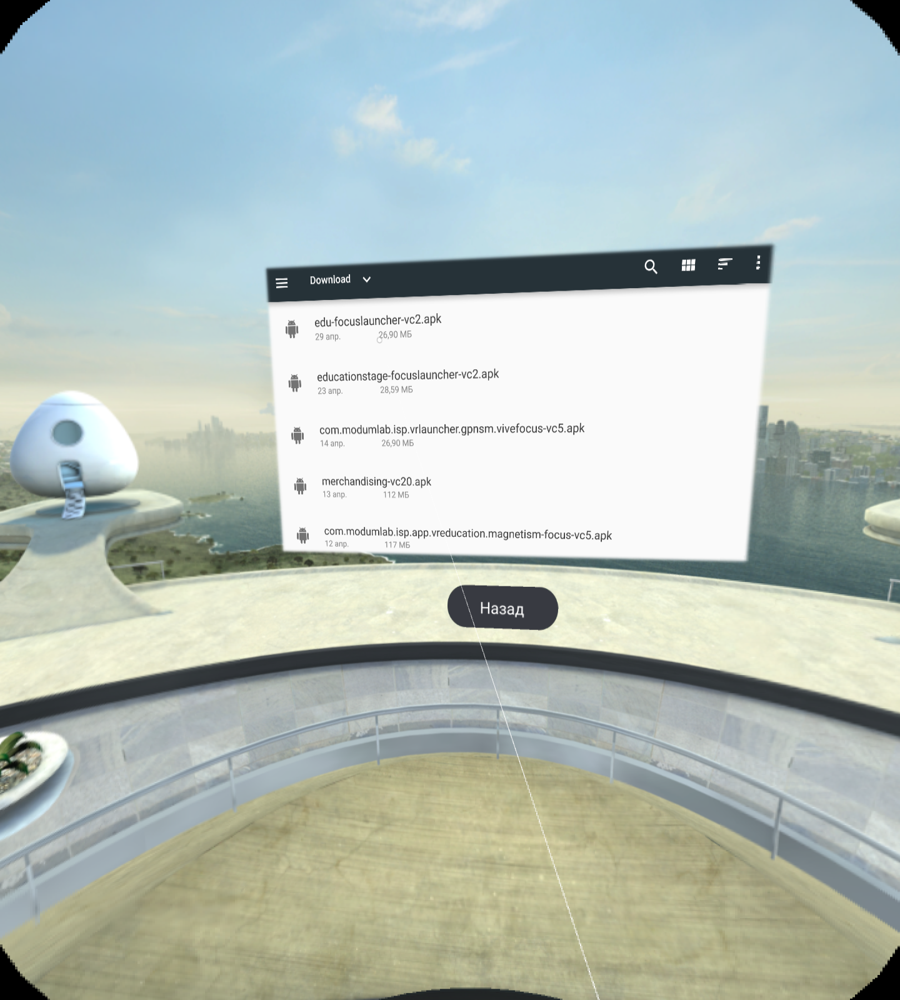 Download
edu-focuslauncher-vc2.apk
29 апр. 26,90 МБ
educationstage-focuslauncher-vc2.apk
23 апр. 28,59 МБ
com.modumlab.isp.vrlauncher.gpnsm.vivefocus-vc5.apk
14 апр. 26,90 МБ
merchandising-vc20.apk
13 апр. 112 МБ
com.modumlab.isp.app.vreducation.magnetism-focus-vc5.apk
12 апр. 117 МБ
Назад